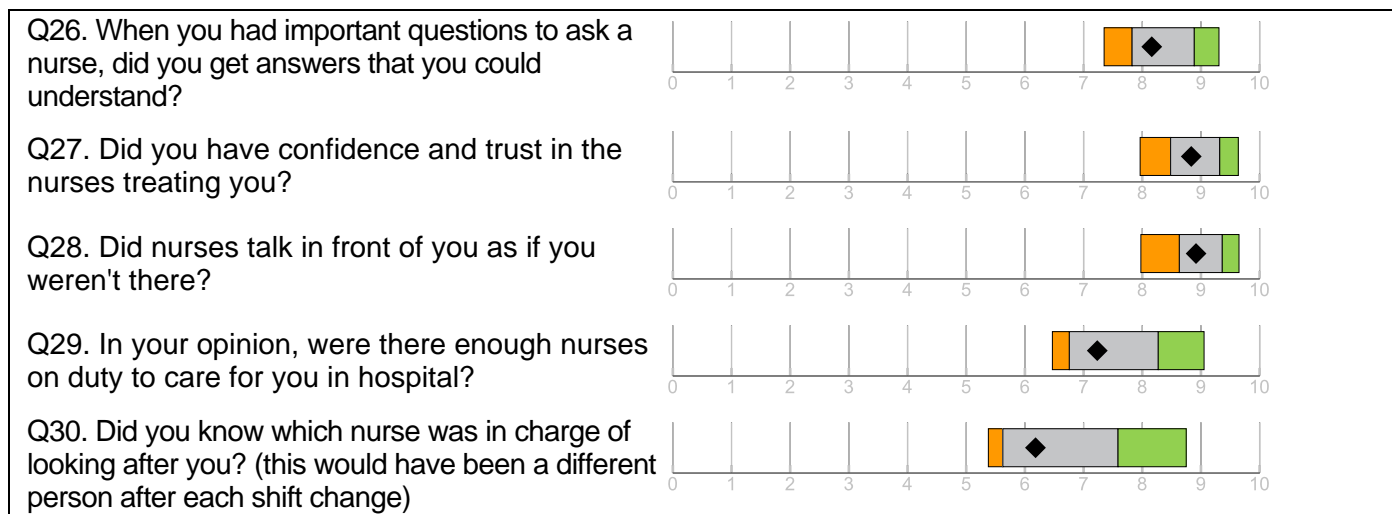 Q26. When you had important questions to ask a
nurse, did you get answers that you could
understand?
0 1 2 3 4 5 6 7 8 9 10
Q27. Did you have confidence and trust in the
nurses treating you?
0 1 2 3 4 5 6 7 8 9 10
Q28. Did nurses talk in front of you as if you
weren't there?
0 1 2 3 4 5 6 7 8 9 10
Q29. In your opinion, were there enough nurses
on duty to care for you in hospital?
0 1 2 3 4 5 6 7 8 9 10
Q30. Did you know which nurse was in charge of
looking after you? (this would have been a different
person after each shift change)
0 1 2 3 4 5 6 7 8 9 10